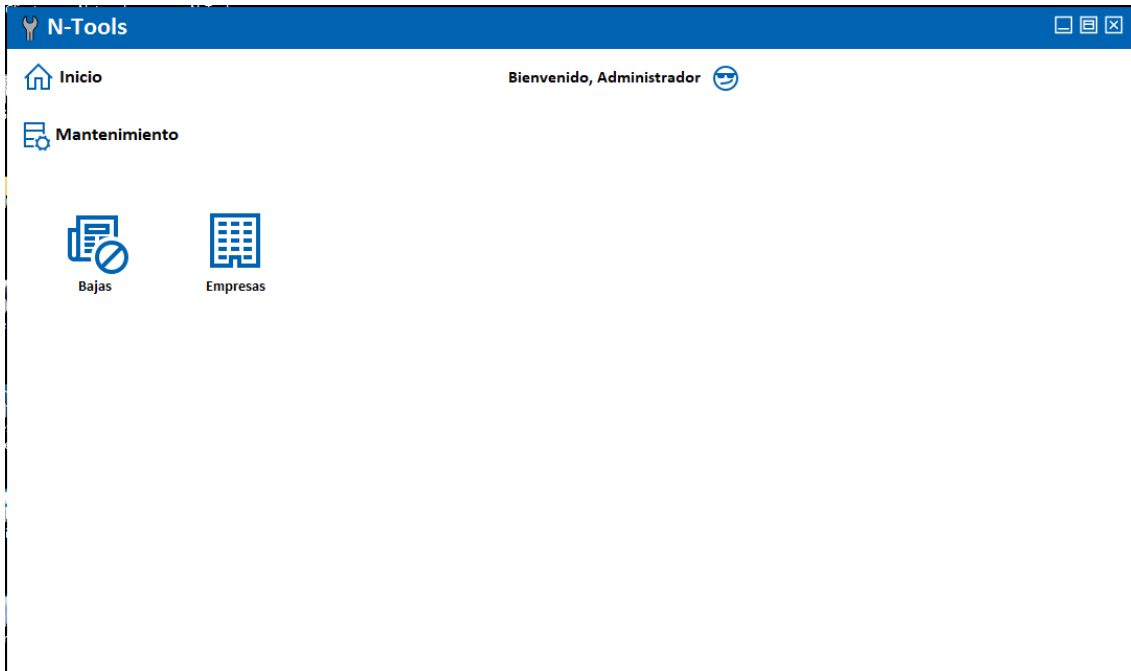 N-Tools
Inicio
Bienvenido, Administrador
Mantenimiento
Bajas
Empresas